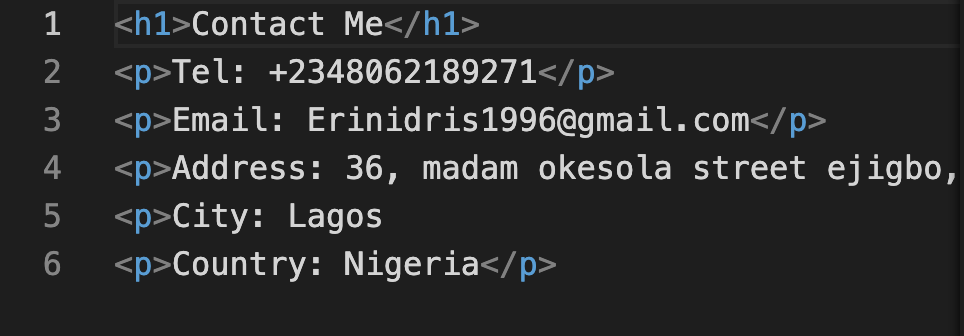 1 <h1>Contact Me</h1>
2 <p>Tel: +2348062189271</p>
3 <p>Email: Erinidris1996@gmail.com</p>
4 <p>Address: 36, madam okesola street ejigbo,
5 <p>City: Lagos
6 <p>Country: Nigeria</p>